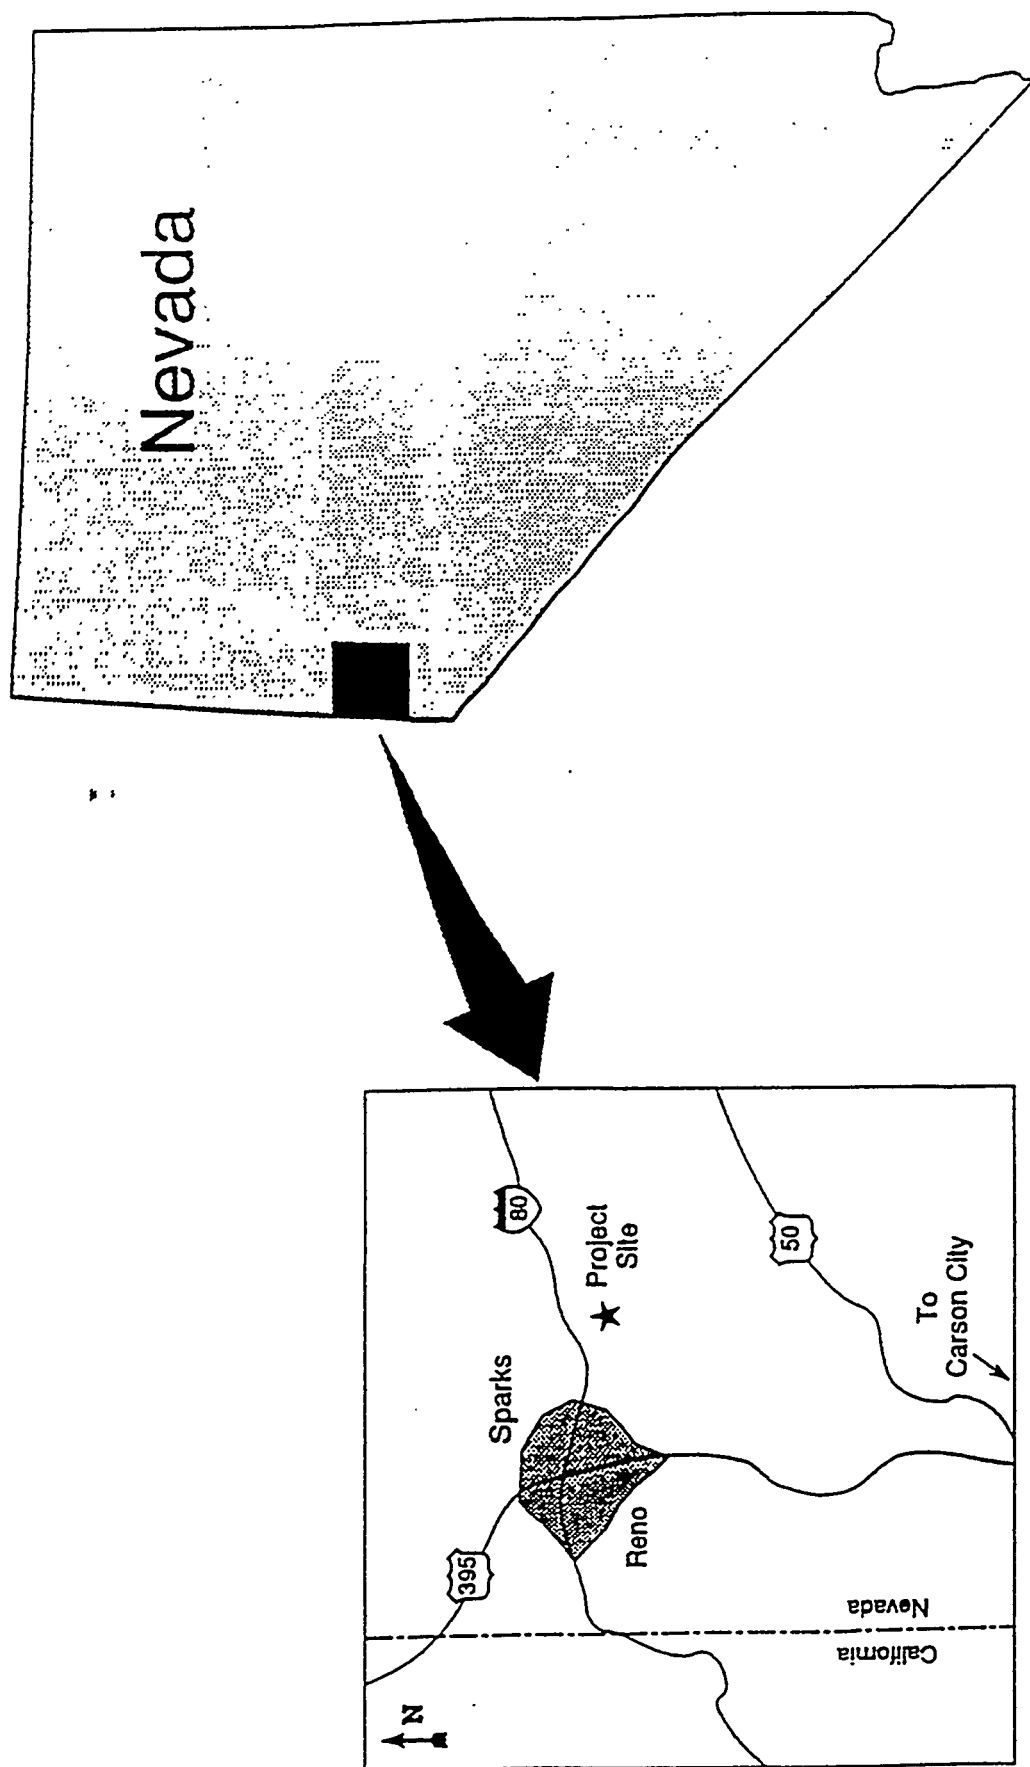 Nevada
N
395
Sparks
80
Project
Site
Reno
50
California
Nevada
To
Carson City